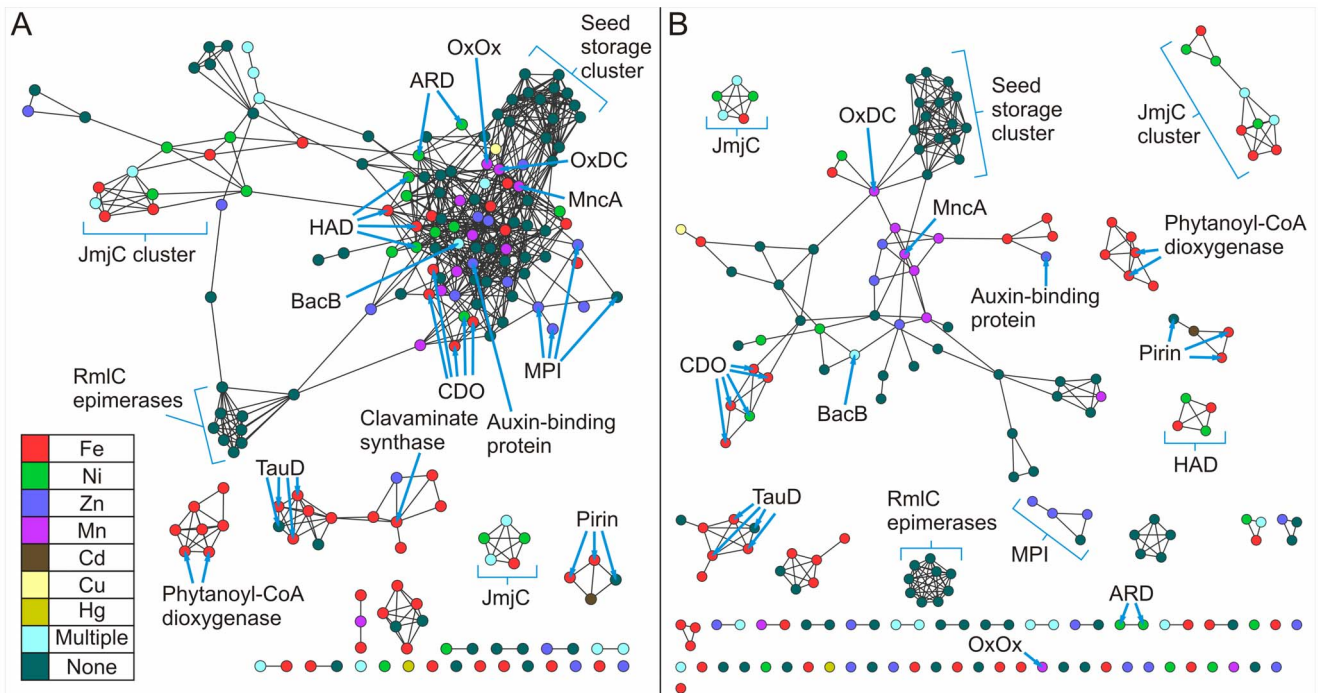 A
OxOx
ARD
Seed
storage
cluster
OxDC
MncA
HAD
JmjC cluster
BacB
MPI
CDO
RmlC
epimerases
Clavaminate
synthase
Auxin-binding
protein
Fe
Ni
Zn
Mn
Cd
Cu
Hg
Multiple
None
TauD
Pirin
Phytanoyl-CoA
dioxygenase
JmjC
B
JmjC
OxDC
Seed
storage
cluster
JmjC
cluster
MncA
Phytanoyl-CoA
dioxygenase
Auxin-binding
protein
Pirin
CDO
BacB
HAD
TauD
RmlC
epimerases
MPI
ARD
OxOx